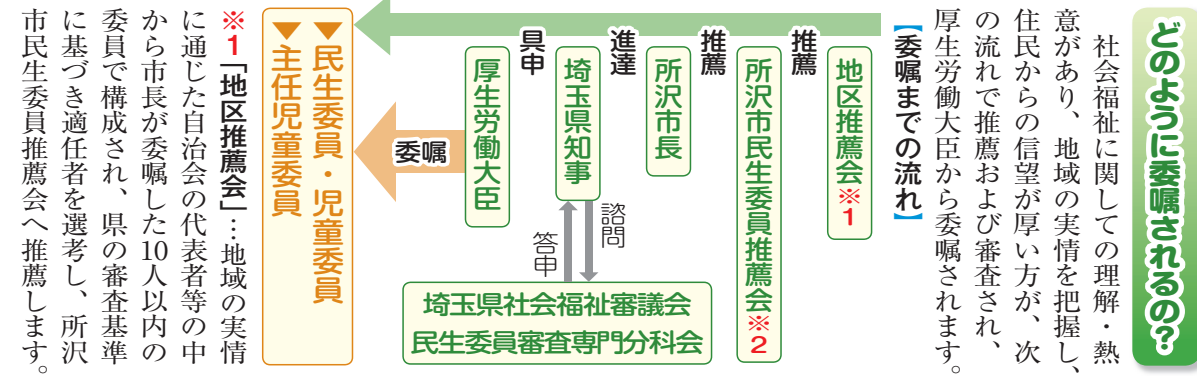 どのように委嘱されるの?
社会福祉に関しての理解・熱
意があり、地域の実情を把握し、
住民からの信望が厚い方が、次
の流れで推薦および審査され、
厚生労働大臣から委嘱されます。
【委嘱までの流れ】
地区推薦会※1
推薦
所沢市民生委員推薦会※2
推薦
所沢市長
進達
埼玉県知事
具申
厚生労働大臣
諮問
答申
埼玉県社会福祉審議会
民生委員審査専門分科会
委嘱
▼民生委員・児童委員
▼主任児童委員
※1「地区推薦会」…地域の実情
に通じた自治会の代表者等の中
から市長が委嘱した10人以内の
委員で構成され、県の審査基準
に基づき適任者を選考し、所沢
市民生委員推薦会へ推薦します。